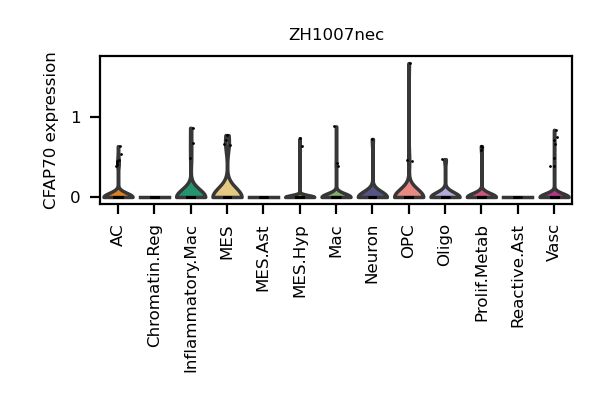 ZH1007nec
CFAP70 expression
1
0
AC
Chromatin.Reg
Inflammatory.Mac
MES
MES.Ast
MES.Hyp
Mac
Neuron
OPC
Oligo
Prolif.Metab
Reactive.Ast
Vasc